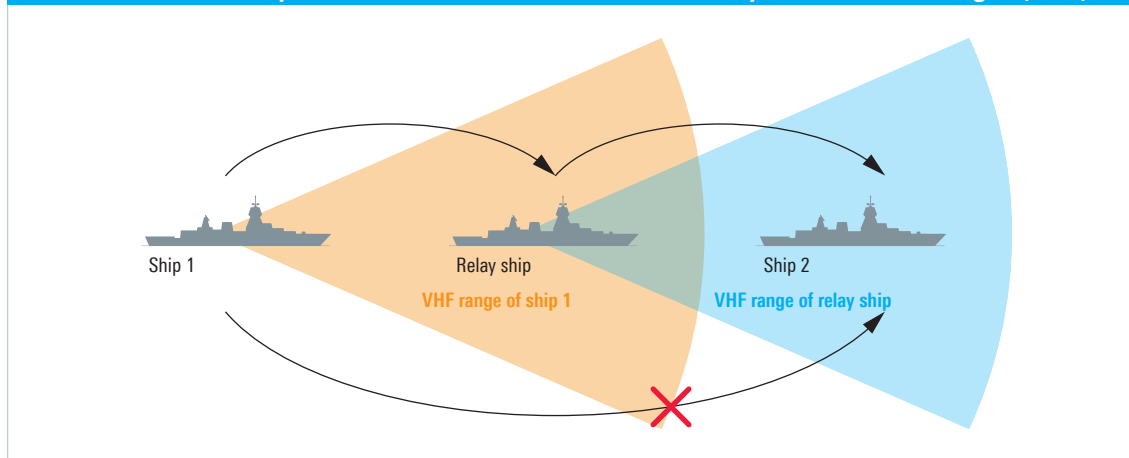 Ship 1
Relay ship
Ship 2
VHF range of ship 1
VHF range of relay ship